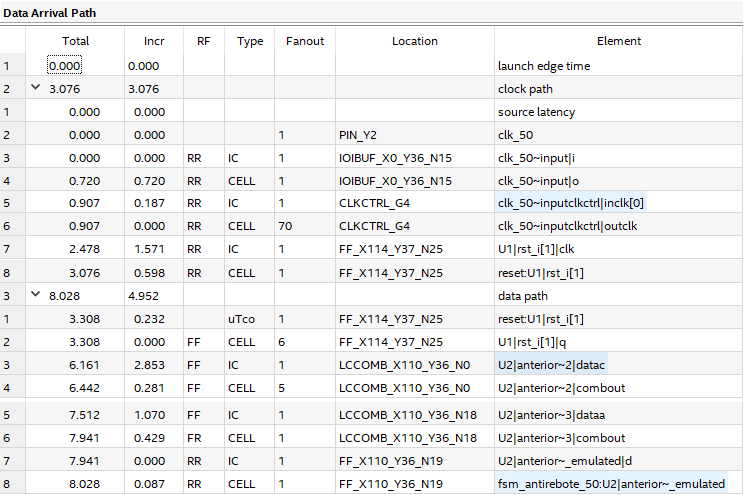 Data Arrival Path
Total Incr RF Type Fanout Location Element
1 0.000 0.000 launch edge time
2 3.076 3.076 clock path
1 0.000 0.000 source latency
2 0.000 0.000 1 PIN_Y2 clk_50
3 0.000 0.000 RR IC 1 IOIBUF_X0_Y36_N15 clk_50~input|i
4 0.720 0.720 RR CELL 1 IOIBUF_X0_Y36_N15 clk_50~input|o
5 0.907 0.187 RR IC 1 CLKCTRL_G4 clk_50~inputclkctrl|inclk[0]
6 0.907 0.000 RR CELL 70 CLKCTRL_G4 clk_50~inputclkctrl|outclk
7 2.478 1.571 RR IC 1 FF_X114_Y37_N25 U1|rst_i[1]|clk
8 3.076 0.598 RR CELL 1 FF_X114_Y37_N25 reset:U1|rst_i[1]
3 8.028 4.952 data path
1 3.308 0.232 uTco 1 FF_X114_Y37_N25 reset:U1|rst_i[1]
2 3.308 0.000 FF CELL 6 FF_X114_Y37_N25 U1|rst_i[1]|q
3 6.161 2.853 FF IC 1 LCCOMB_X110_Y36_N0 U2|anterior~2|datac
4 6.442 0.281 FF CELL 5 LCCOMB_X110_Y36_N0 U2|anterior~2|combout
5 7.512 1.070 FF IC 1 LCCOMB_X110_Y36_N18 U2|anterior~3|dataa
6 7.941 0.429 FR CELL 1 LCCOMB_X110_Y36_N18 U2|anterior~3|combout
7 7.941 0.000 RR IC 1 FF_X110_Y36_N19 U2|anterior~_emulated|d
8 8.028 0.087 RR CELL 1 FF_X110_Y36_N19 fsm_antirebote_50:U2|anterior~_emulated